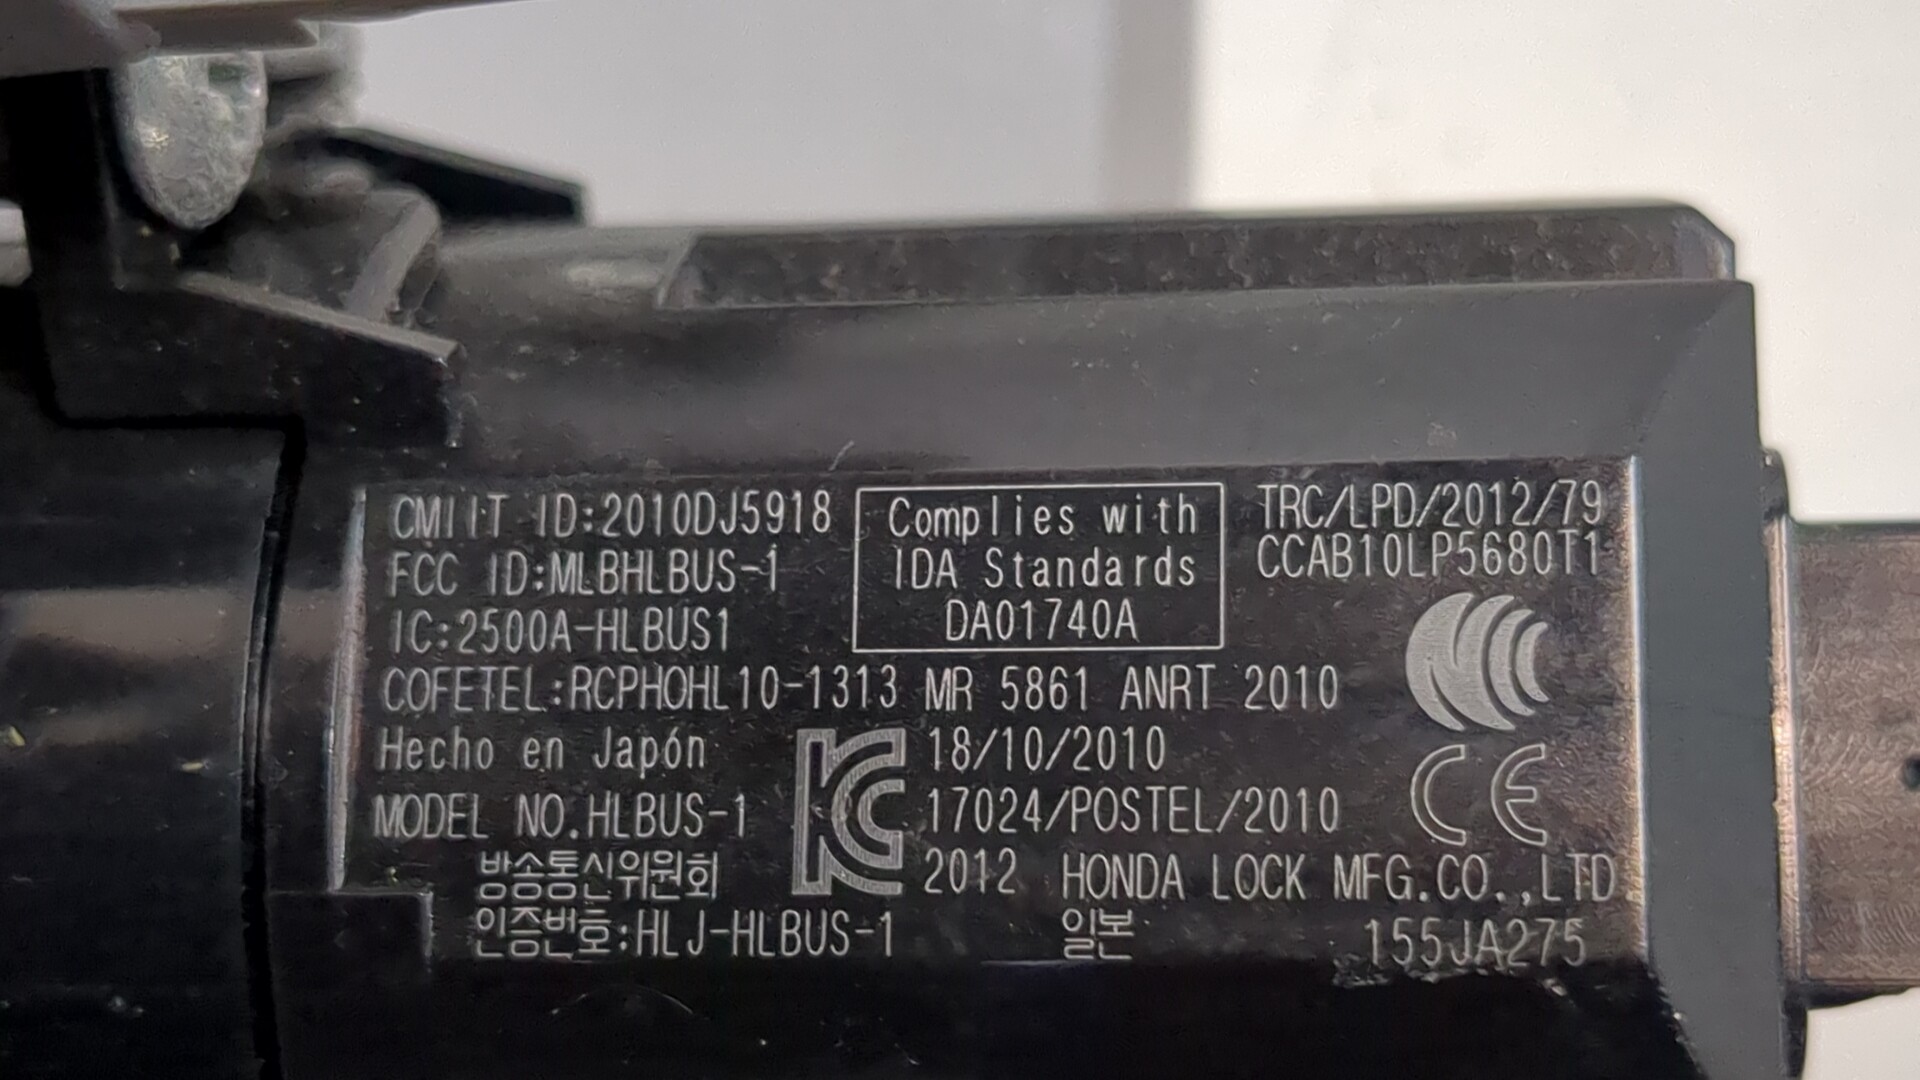 CMIIT ID:2010DJ5918
FCC ID:MLBHLBUS-1
IC:2500A-HLBUS1
Complies with
IDA Standards
DA01740A
TRC/LPD/2012/79
CCAB10LP5680T1
COFETEL:RCPHOHL10-1313 MR 5861 ANRT 2010
Hecho en Japón
18/10/2010
CE
MODEL NO.HLBUS-1
KC
17024/POSTEL/2010
방송통신위원회
2012 HONDA LOCK MFG.CO.,LTD
인증번호:HLJ-HLBUS-1
일본
155JA275